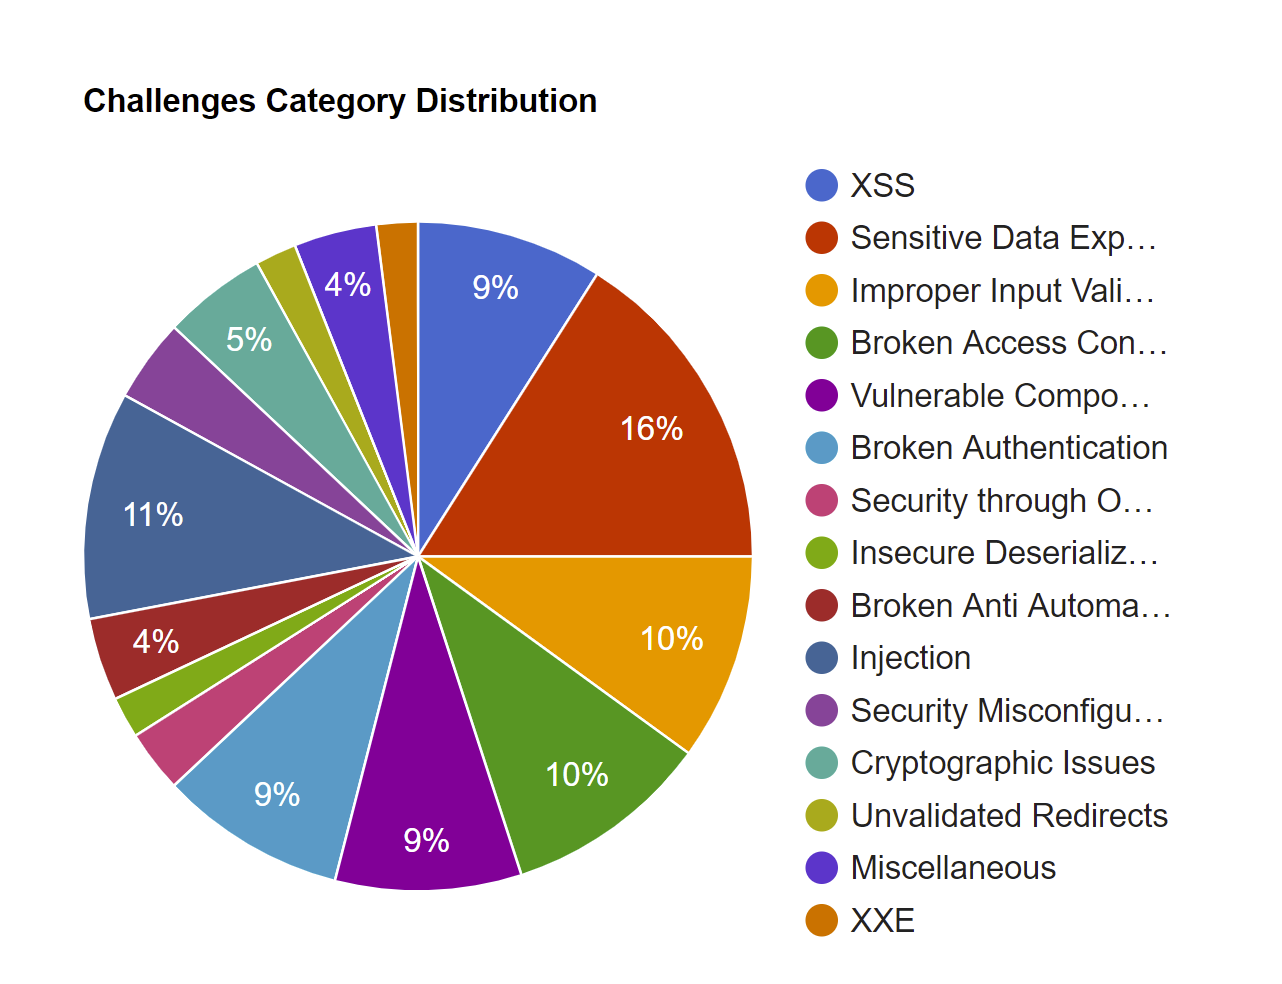 Challenges Category Distribution
XSS
Sensitive Data Exp…
Improper Input Vali…
Broken Access Con…
Vulnerable Compo…
Broken Authentication
Security through O…
Insecure Deserializ…
Broken Anti Automa…
Injection
Security Misconfigu…
Cryptographic Issues
Unvalidated Redirects
Miscellaneous
XXE
9%
16%
10%
10%
9%
9%
4%
11%
5%
4%